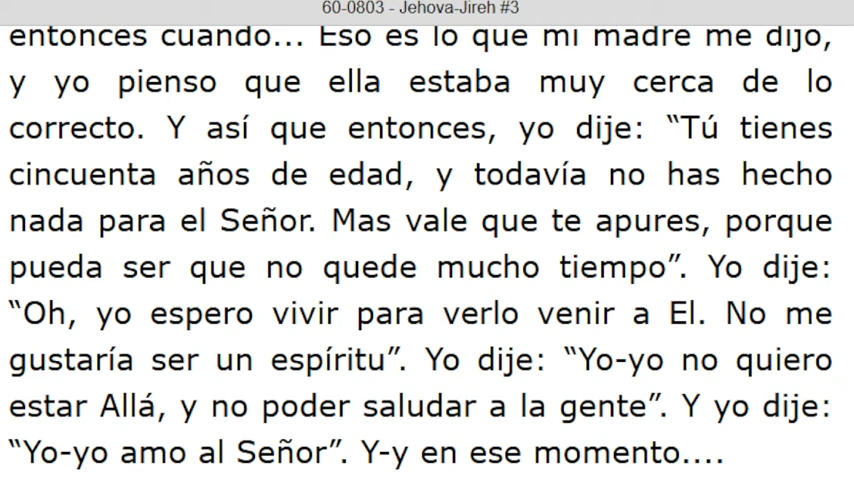 60-0803 - Jehova-Jireh #3
entonces cuando... Eso es lo que mi madre me dijo,
y yo pienso que ella estaba muy cerca de lo
correcto. Y así que entonces, yo dije: “Tú tienes
cincuenta años de edad, y todavía no has hecho
nada para el Señor. Mas vale que te apures, porque
pueda ser que no quede mucho tiempo”. Yo dije:
“Oh, yo espero vivir para verlo venir a El. No me
gustaría ser un espíritu”. Yo dije: “Yo-yo no quiero
estar Allá, y no poder saludar a la gente”. Y yo dije:
“Yo-yo amo al Señor”. Y-y en ese momento....